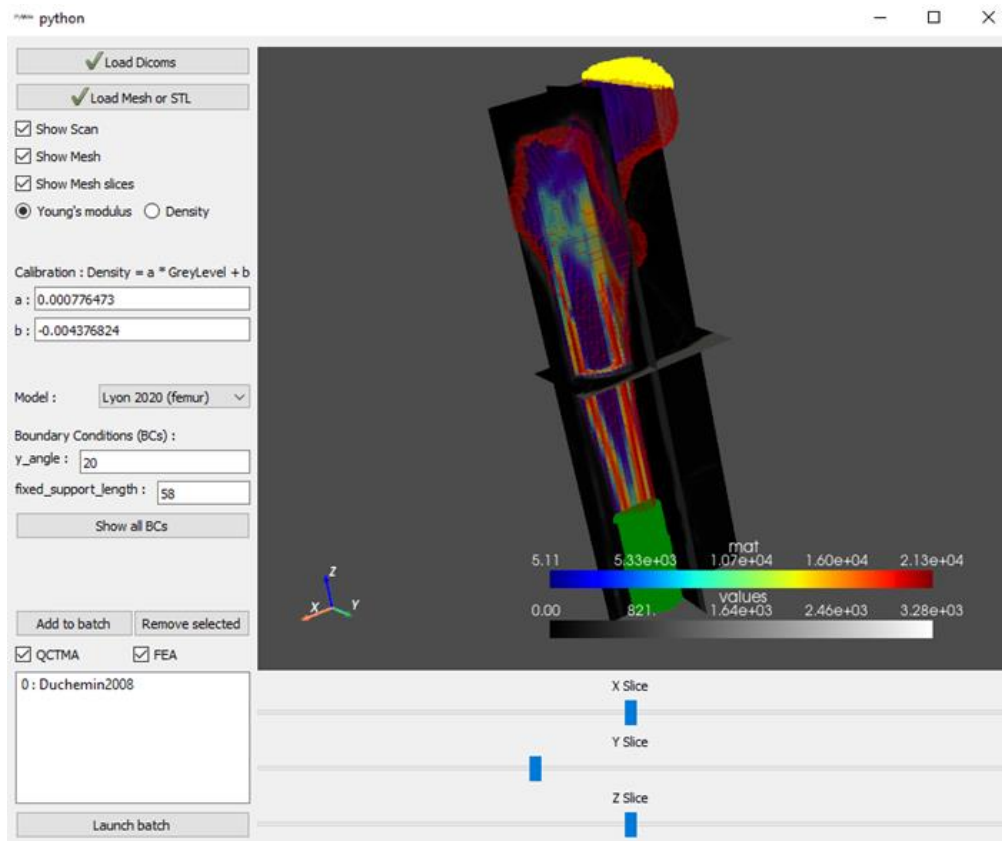 python
Load Dicoms
Load Mesh or STL
Show Scan
Show Mesh
Show Mesh slices
Young's modulus Density
Calibration : Density = a * GreyLevel + b
a : 0.000776473
b : -0.004376824
Model : Lyon 2020 (femur)
Boundary Conditions (BCs) :
y_angle : 20
fixed_support_length : 58
Show all BCs
Add to batch Remove selected
QCTMA FEA
0 : Duchemin2008
Launch batch
Z
X Y
mat
5.11 5.33e+03 1.07e+04 1.60e+04 2.13e+04
values
0.00 821. 1.64e+03 2.46e+03 3.28e+03
X Slice
Y Slice
Z Slice